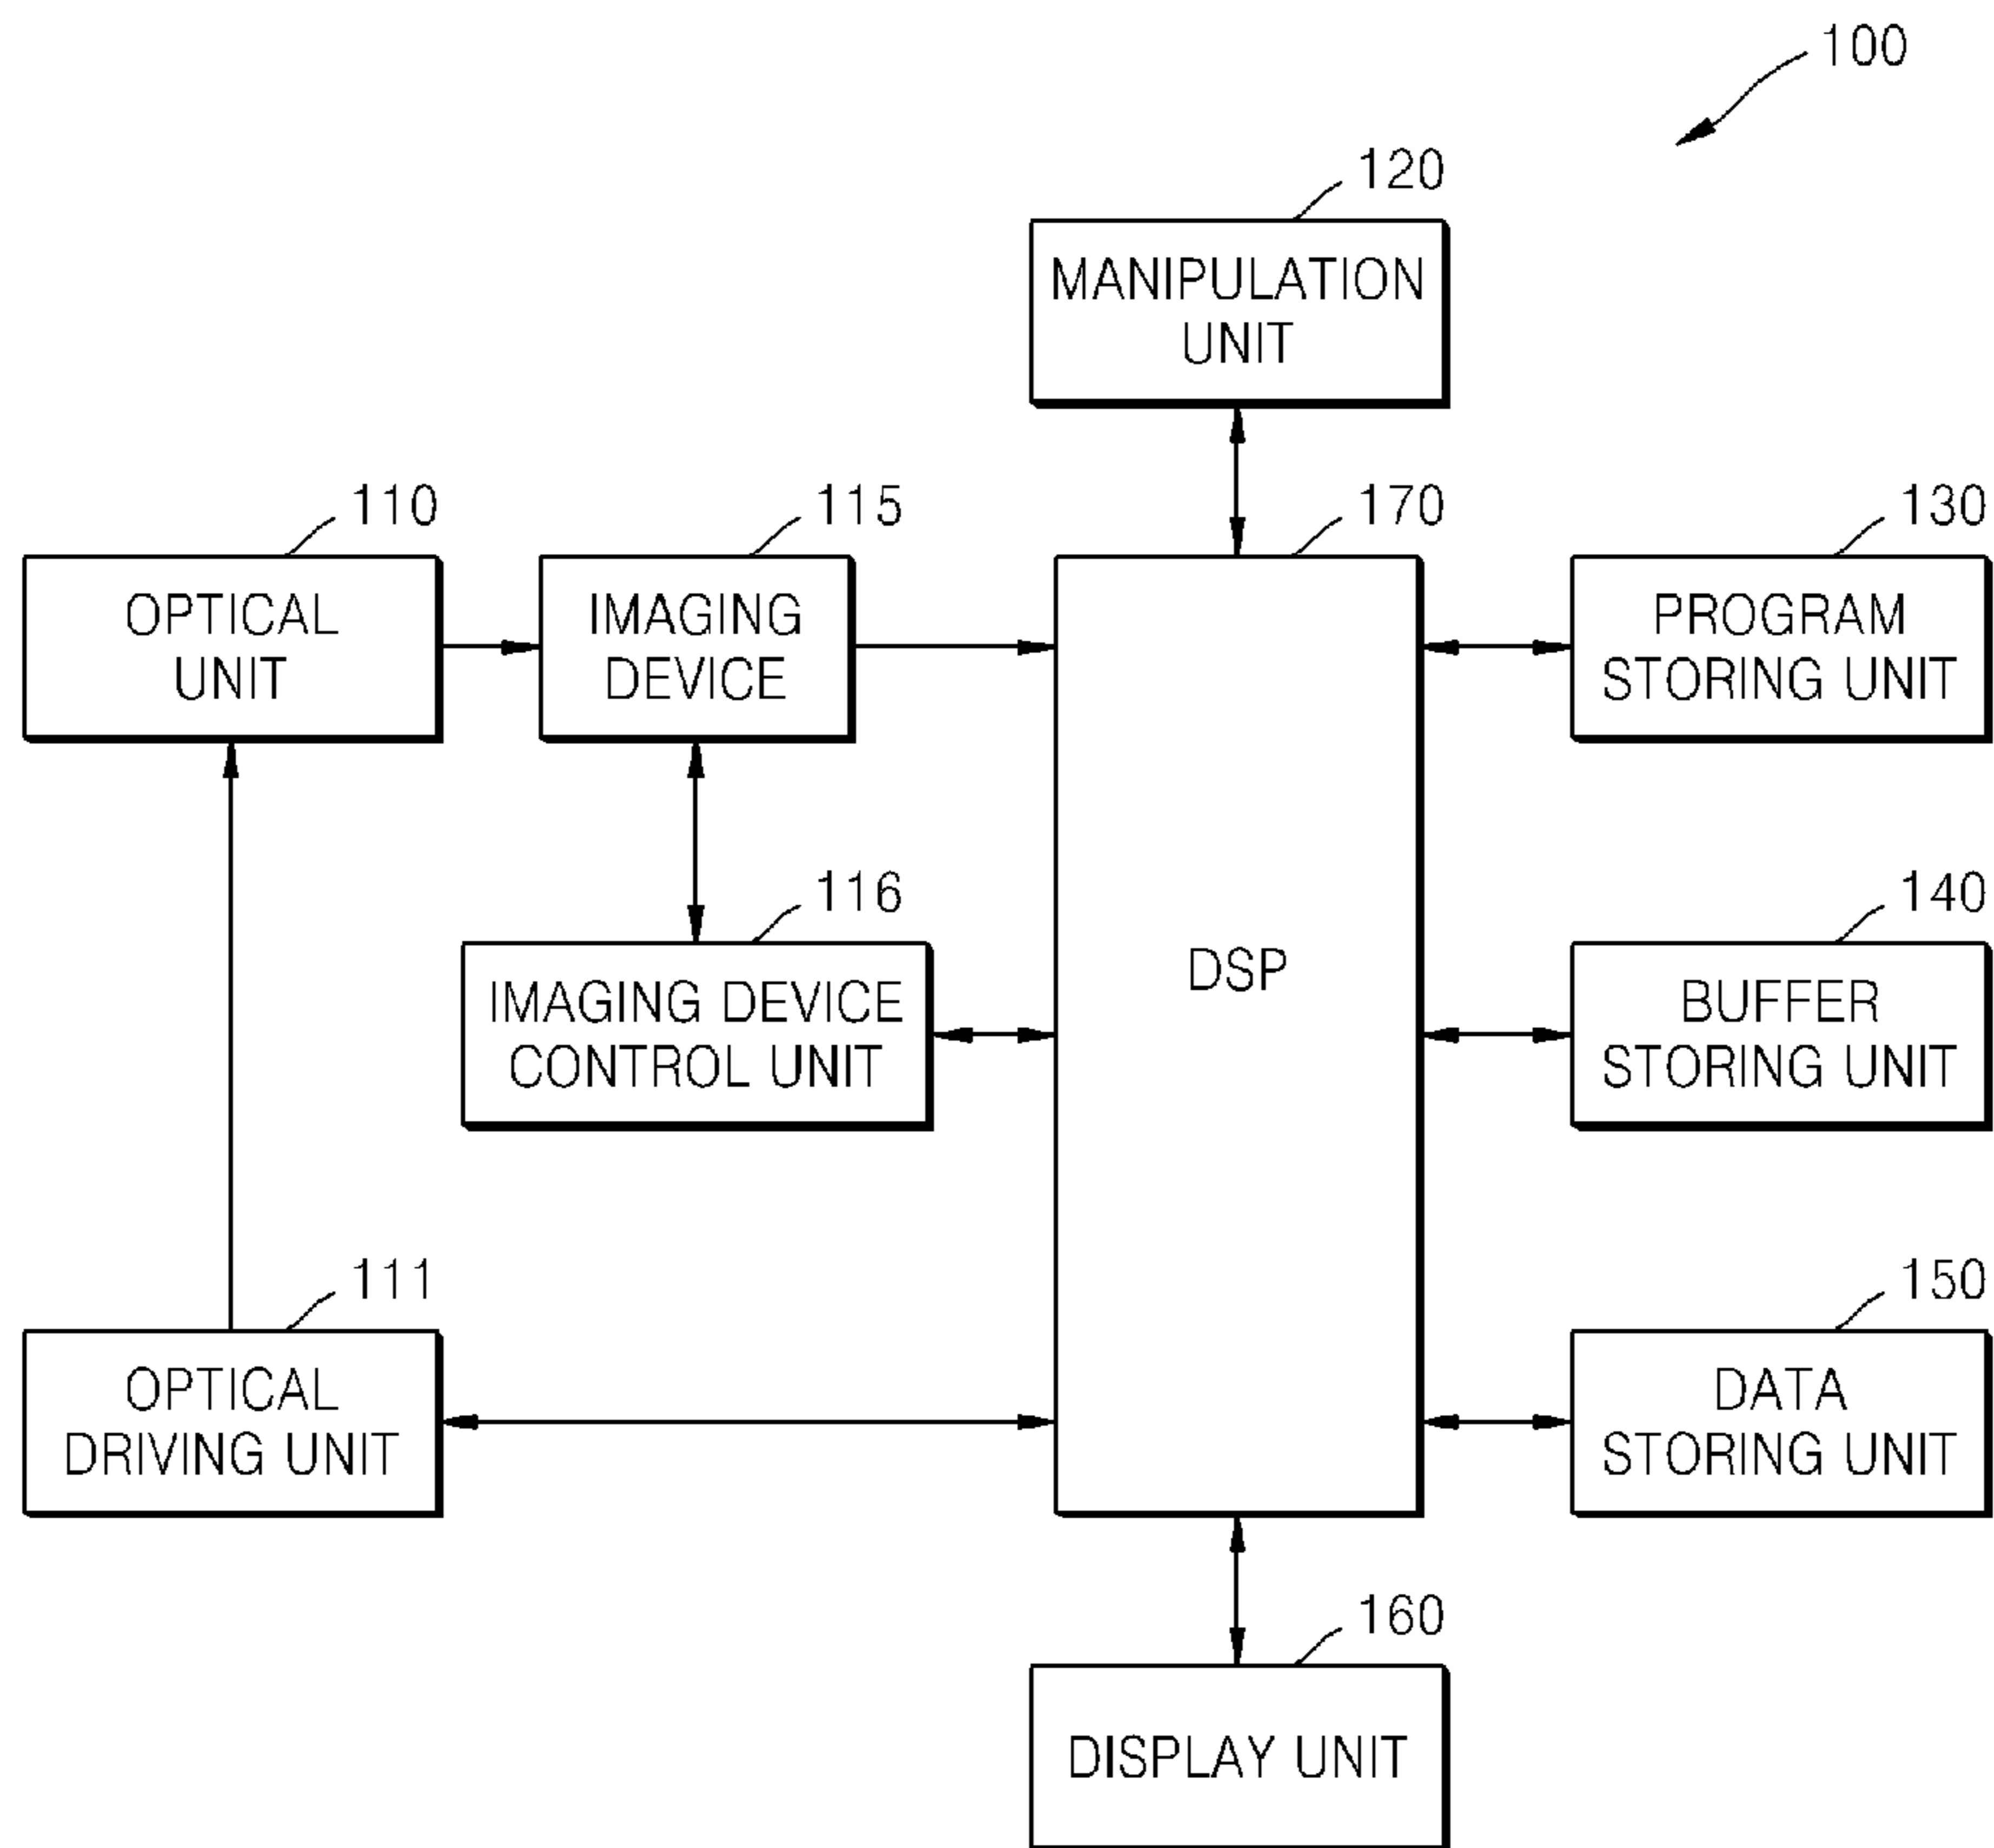 100
120
MANIPULATION
UNIT
110
OPTICAL
UNIT
115
IMAGING
DEVICE
170
DSP
130
PROGRAM
STORING UNIT
116
IMAGING DEVICE
CONTROL UNIT
140
BUFFER
STORING UNIT
111
OPTICAL
DRIVING UNIT
150
DATA
STORING UNIT
160
DISPLAY UNIT